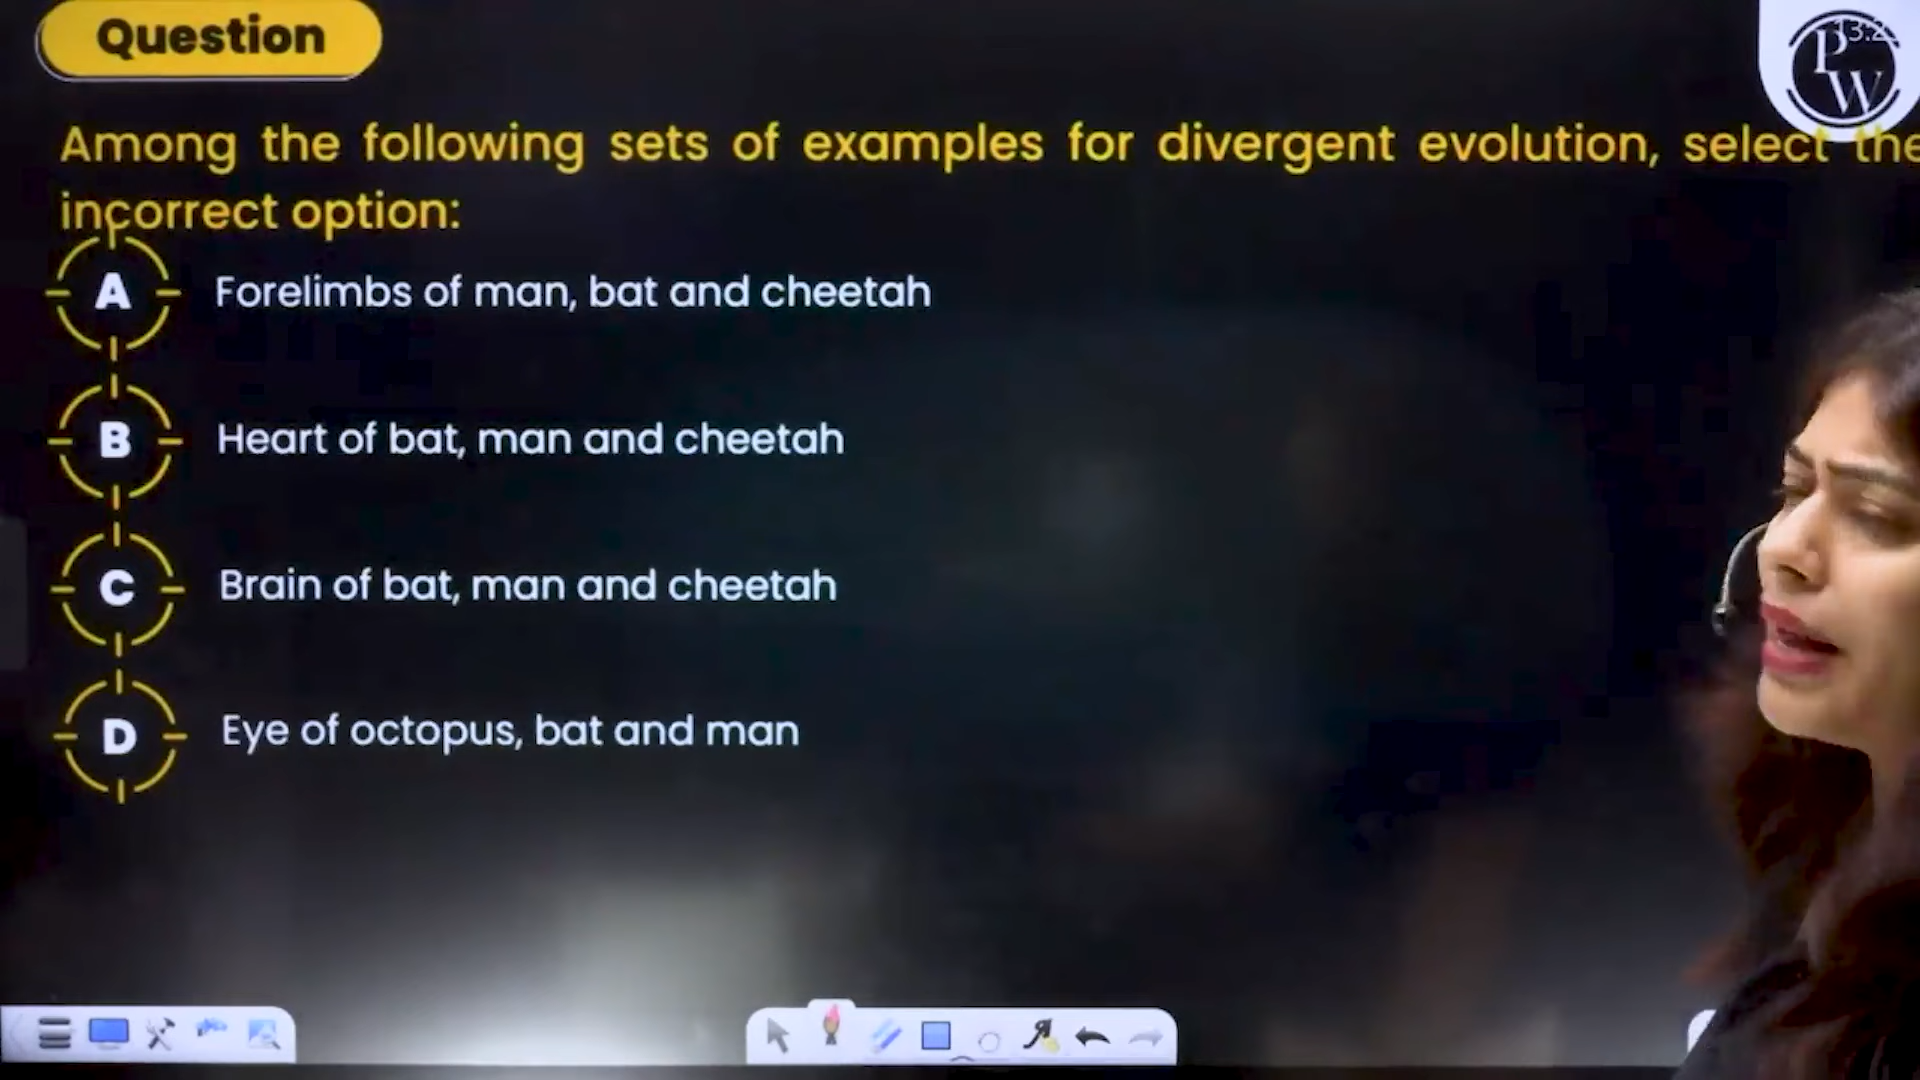 Question
PW
Among the following sets of examples for divergent evolution, select the
incorrect option:
A Forelimbs of man, bat and cheetah
B Heart of bat, man and cheetah
C Brain of bat, man and cheetah
D Eye of octopus, bat and man